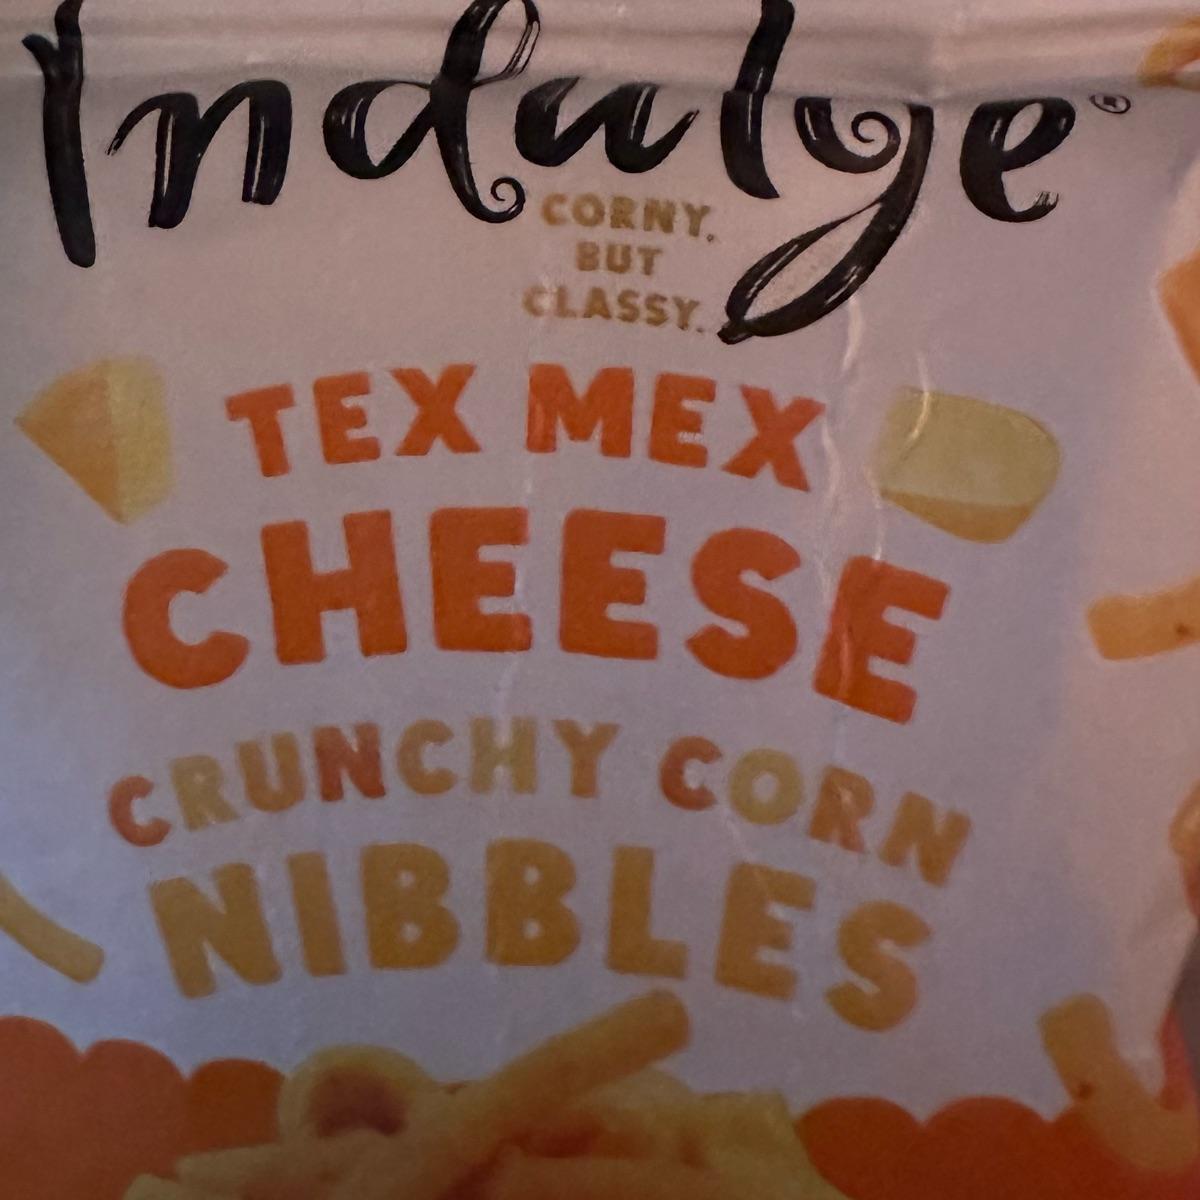 Indulge®
CORNY.
BUT
CLASSY.
TEX MEX
CHEESE
CRUNCHY CORN
NIBBLES